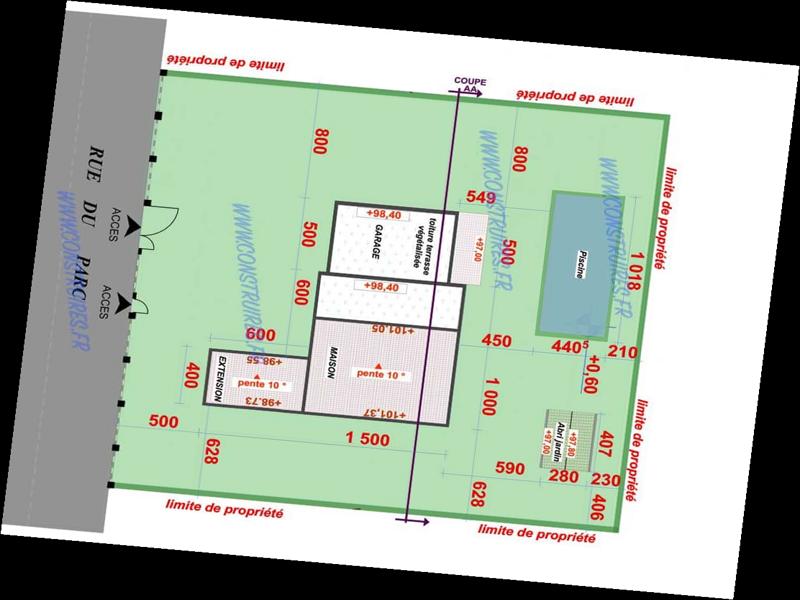 limite de propriété
COUPE
AA
limite de propriété
800
800
RUE DU PARC
ACCES
ACCES
549
+98,40
toiture terrasse
végétalisée
GARAGE
500
+97.00
500
limite de propriété
Piscine
1 018
600
+98,40
+101,05
600
+98.55
MAISON
pente 10 °
450
440⁵
210
+0,60
EXTENSION
pente 10 °
400
+98.73
+101,37
1 000
limite de propriété
500
628
1 500
Abri jardin
+97,80
+97.00
407
590
280
230
628
406
limite de propriété
limite de propriété
WWW.CONSTRUIRES.FR
WWW.CONSTRUIRES.FR
WWW.CONSTRUIRES.FR
WWW.CONSTRUIRES.FR